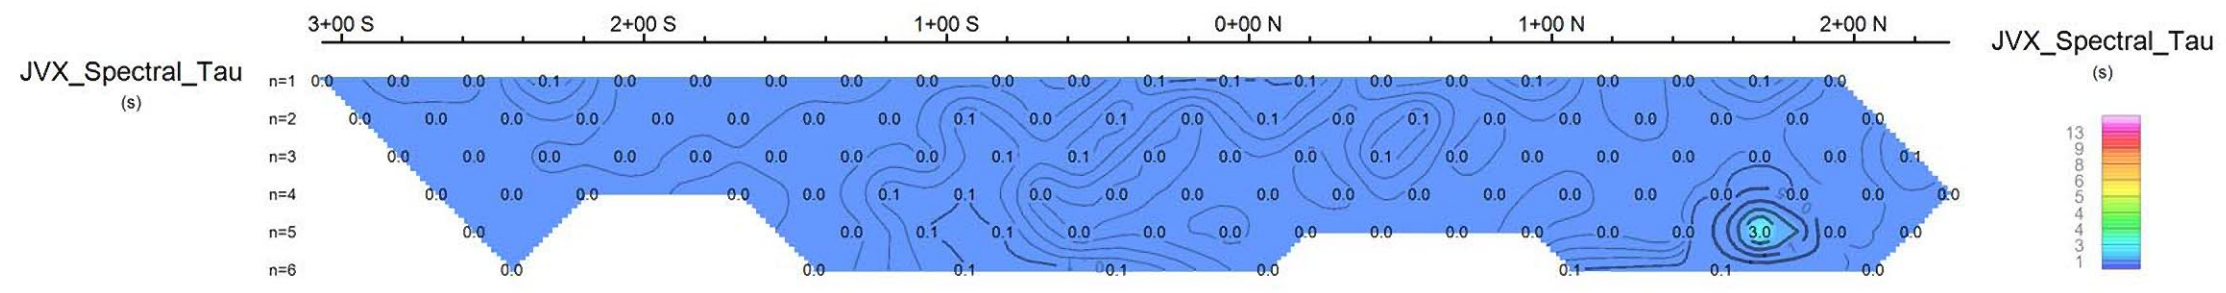 3+00 S 2+00 S 1+00 S 0+00 N 1+00 N 2+00 N
JVX_Spectral_Tau
(s)
JVX_Spectral_Tau
(s)
n=1 0.0 0.0 0.0 0.1 0.0 0.0 0.0 0.0 0.0 0.0 0.0 0.1 0.1 0.1 0.0 0.0 0.1 0.0 0.0 0.1 0.0
n=2 0.0 0.0 0.0 0.0 0.0 0.0 0.0 0.0 0.1 0.0 0.1 0.0 0.1 0.0 0.1 0.0 0.0 0.0 0.0 0.0 0.0
n=3 0.0 0.0 0.0 0.0 0.0 0.0 0.0 0.0 0.1 0.1 0.0 0.0 0.0 0.1 0.0 0.0 0.0 0.0 0.0 0.0 0.1
n=4 0.0 0.0 0.0 0.0 0.0 0.1 0.1 0.0 0.0 0.0 0.0 0.0 0.0 0.0 0.0 0.0 0.0 0.0 0.0
n=5 0.0 0.0 0.1 0.1 0.0 0.0 0.0 0.0 0.0 0.0 0.0 0.0 0.0 3.0 0.0 0.0
n=6 0.0 0.0 0.1 0.1 0.0 0.1 0.1 0.0
13
9
8
6
5
4
4
3
1